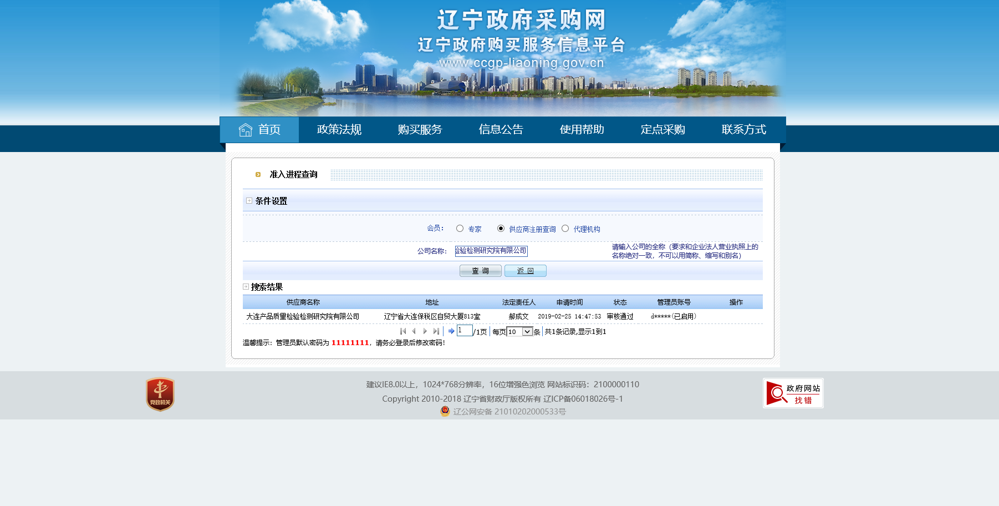 辽宁政府采购网
辽宁政府购买服务信息平台
www.ccgp-liaoning.gov.cn
首页 政策法规 购买服务 信息公告 使用帮助 定点采购 联系方式
准入进程查询
条件设置
会员： 专家 供应商注册查询 代理机构
公司名称： 检验检测研究院有限公司 请输入公司的全称（要求和企业法人营业执照上的
名称绝对一致，不可以用简称、缩写和别名）
查 询 返 回
搜索结果
供应商名称 地址 法定责任人 申请时间 状态 管理员账号 操作
大连产品质量检验检测研究院有限公司 辽宁省大连保税区自贸大厦813室 郝成文 2019-02-25 14:47:53 审核通过 d*****(已启用)
1 /1页 每页 10 条 共1条记录,显示1到1
温馨提示：管理员默认密码为 11111111，请务必登录后修改密码!
党政机关
建议IE8.0以上，1024*768分辨率，16位增强色浏览 网站标识码：2100000110
Copyright 2010-2018 辽宁省财政厅版权所有 辽ICP备06018026号-1
辽公网安备 21010202000533号
政府网站
找错